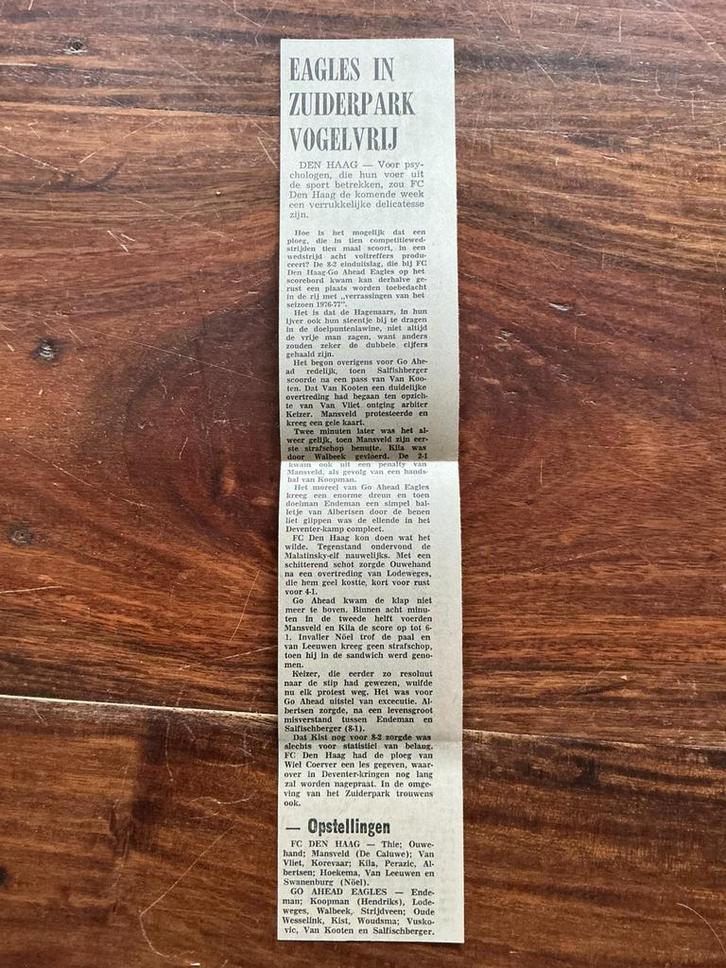 EAGLES IN
ZUIDERPARK
VOGELVRIJ
DEN HAAG — Voor psy-
chologen, die hun voer uit
de sport betrekken, zou FC
Den Haag de komende week
een verrukkelijke delicatesse
zijn.
Hoe is het mogelijk dat een
ploeg, die in tien competitiewed-
strijden tien maal scoort, in een
wedstrijd acht voltreffers produ-
ceert? De 8-2 einduitslag, die bij FC
Den Haag-Go Ahead Eagles op het
scorebord kwam kan derhalve ge-
rust een plaats worden toebedacht
in de rij met „verrassingen van het
seizoen 1976-77".
Het is dat de Hagenaars, in hun
ijver ook hun steentje bij te dragen
in de doelpuntenlawine, niet altijd
de vrije man zagen, want anders
zouden zeker de dubbele cijfers
gehaald zijn.
Het begon overigens voor Go Ahe-
ad redelijk, toen Salfishberger
scoorde na een pass van Van Koo-
ten. Dat Van Kooten een duidelijke
overtreding had begaan ten opzich-
te van Van Vliet ontging arbiter
Keizer. Mansveld protesteerde en
kreeg een gele kaart.
Twee minuten later was het al-
weer gelijk, toen Mansveld zijn eer-
ste strafschop benutte. Kila was
door Walbeek gevloerd. De 2-1
kwam ook uit een penalty van
Mansveld, als gevolg van een hands-
bal van Koopman.
Het moreel van Go Ahead Eagles
kreeg een enorme dreun en toen
doelman Endeman een simpel bal-
letje van Albertsen door de benen
liet glippen was de ellende in het
Deventer-kamp compleet.
FC Den Haag kon doen wat het
wilde. Tegenstand ondervond de
Malatinsky-elf nauwelijks. Met een
schitterend schot zorgde Ouwehand
na een overtreding van Lodeweges,
die hem geel kostte, kort voor rust
voor 4-1.
Go Ahead kwam de klap niet
meer te boven. Binnen acht minu-
ten in de tweede helft voerden
Mansveld en Kila de score op tot 6-
1. Invaller Nöel trof de paal en
van Leeuwen kreeg geen strafschop,
toen hij in de sandwich werd geno-
men.
Keizer, die eerder zo resoluut
naar de stip had gewezen, wuifde
nu elk protest weg. Het was voor
Go Ahead uitstel van executie. Al-
bertsen zorgde, na een levensgroot
misverstand tussen Endeman en
Salfischberger (8-1).
Dat Kist nog voor 8-2 zorgde was
slechts voor statistici van belang.
FC Den Haag had de ploeg van
Wiel Coerver een les gegeven, waar-
over in Deventer-kringen nog lang
zal worden nagepraat. In de omge-
ving van het Zuiderpark trouwens
ook.
— Opstellingen
FC DEN HAAG — Thie; Ouwe-
hand; Mansveld (De Caluwe); Van
Vliet, Korevaar; Kila, Perazic, Al-
bertsen; Hoekema, Van Leeuwen en
Swanenburg (Nöel).
GO AHEAD EAGLES — Ende-
man; Koopman (Hendriks), Lode-
weges, Walbeek, Strijdveen; Oude
Wesselink, Kist, Woudsma; Vusko-
vic, Van Kooten en Salfischberger.